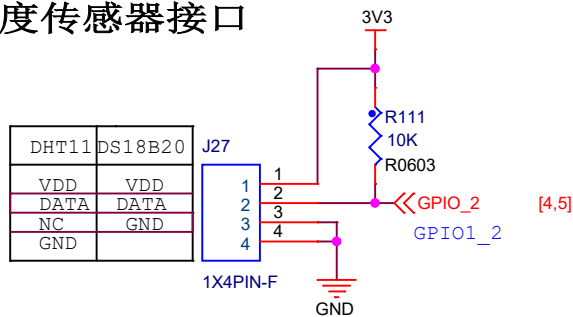 度传感器接口
3V3
R111
10K
R0603
DHT11 DS18B20 J27
VDD VDD 1 1
DATA DATA 2 2 GPIO_2 [4,5]
NC GND 3 3 GPIO1_2
GND 4 4
1X4PIN-F
GND